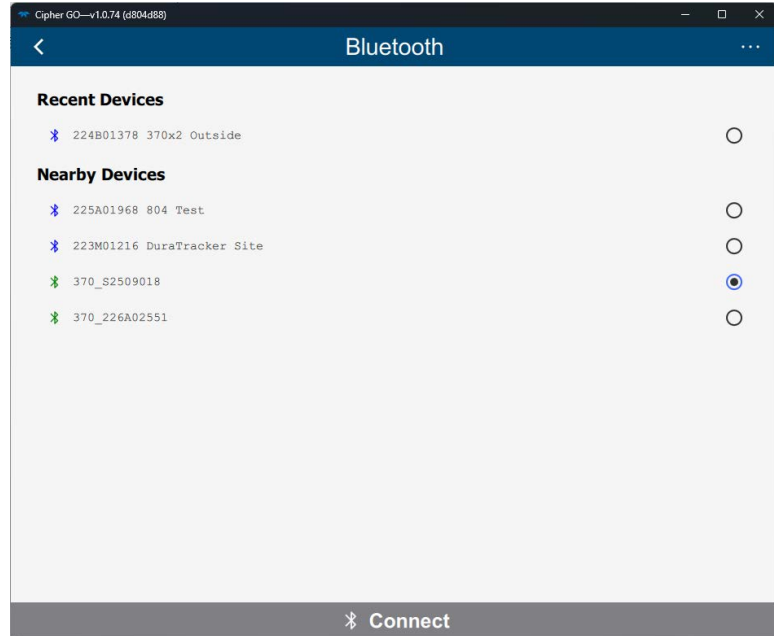 Cipher GO—v1.0.74 (d804d88)
Bluetooth
Recent Devices
224B01378 370x2 Outside
Nearby Devices
225A01968 804 Test
223M01216 DuraTracker Site
370_S2509018
370_226A02551
Connect